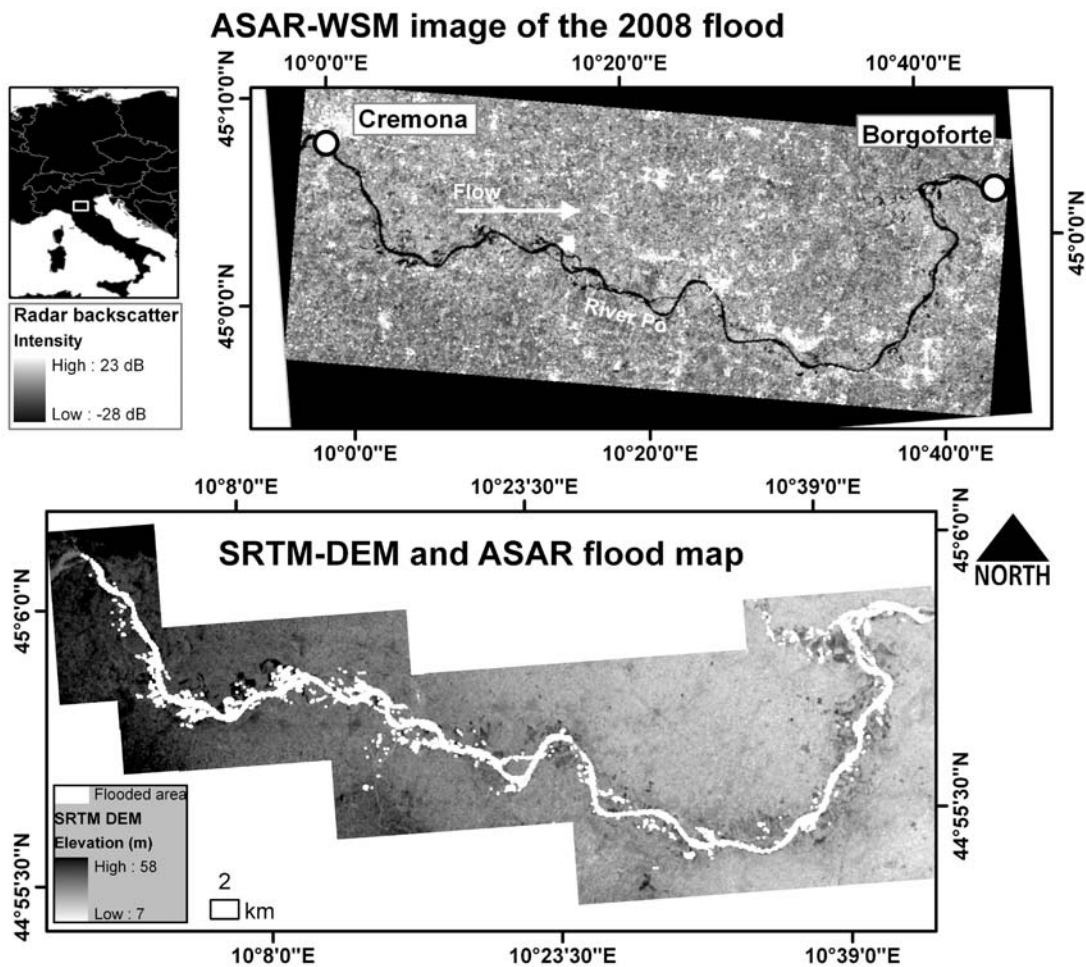 ASAR-WSM image of the 2008 flood
10°0'0"E 10°20'0"E 10°40'0"E
45°10'0"N
Cremona
Borgoforte
Flow
River Po
45°0'0"N
45°0'0"N
10°0'0"E 10°20'0"E 10°40'0"E
Radar backscatter
Intensity
High : 23 dB
Low : -28 dB
10°8'0"E 10°23'30"E 10°39'0"E
SRTM-DEM and ASAR flood map
45°6'0"N
45°6'0"N
NORTH
44°55'30"N
44°55'30"N
Flooded area
SRTM DEM
Elevation (m)
High : 58
Low : 7
2
km
10°8'0"E 10°23'30"E 10°39'0"E